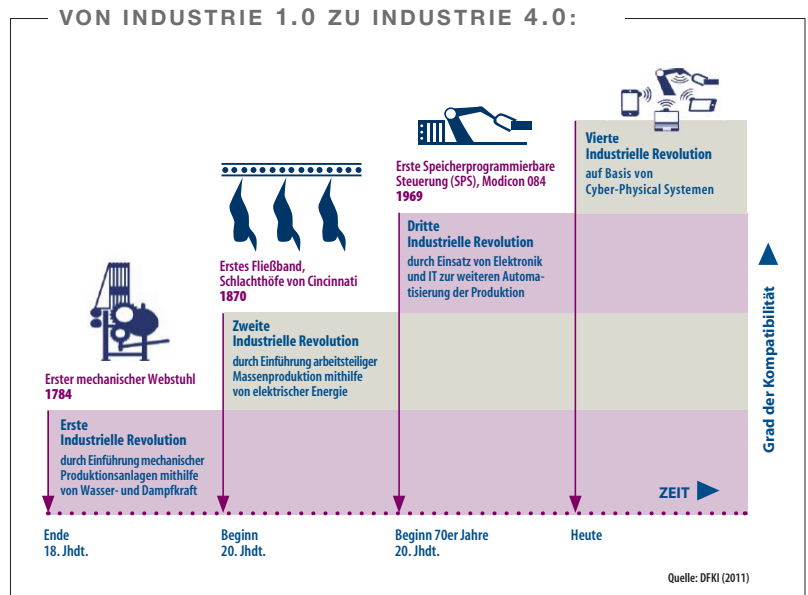 VON INDUSTRIE 1.0 ZU INDUSTRIE 4.0:
Erster mechanischer Webstuhl
1784
Erste
Industrielle Revolution
durch Einführung mechanischer
Produktionsanlagen mithilfe
von Wasser- und Dampfkraft
Erstes Fließband,
Schlachthöfe von Cincinnati
1870
Zweite
Industrielle Revolution
durch Einführung arbeitsteiliger
Massenproduktion mithilfe
von elektrischer Energie
Erste Speicherprogrammierbare
Steuerung (SPS), Modicon 084
1969
Dritte
Industrielle Revolution
durch Einsatz von Elektronik
und IT zur weiteren Automa-
tisierung der Produktion
Vierte
Industrielle Revolution
auf Basis von
Cyber-Physical Systemen
Grad der Kompatibilität
ZEIT
Ende
18. Jhdt.
Beginn
20. Jhdt.
Beginn 70er Jahre
20. Jhdt.
Heute
Quelle: DFKI (2011)